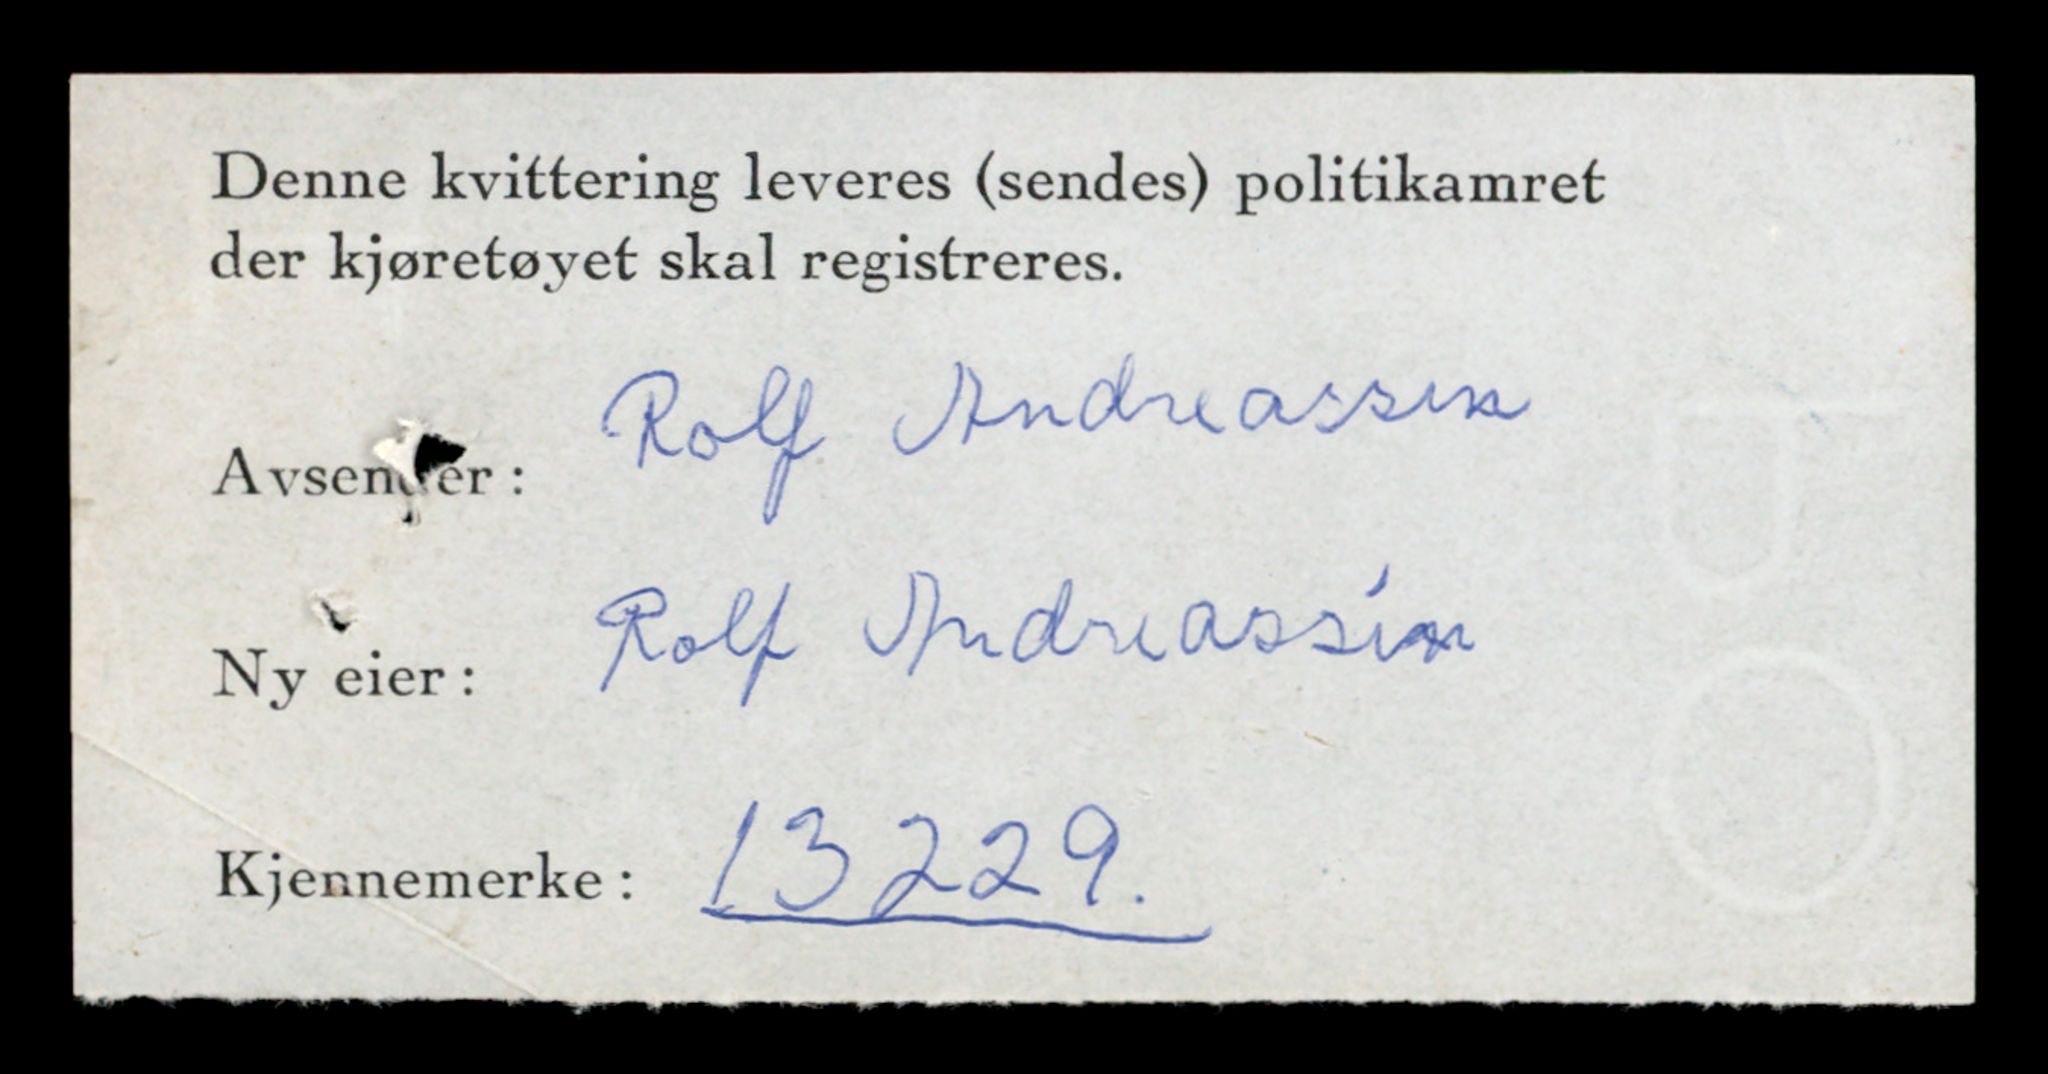 Denne kvittering leveres (sendes) politikamret
der kjøretøyet skal registreres.
Avsender: Rolf Andreassen
Ny eier: Rolf Andreassen
Kjennemerke: 13229.